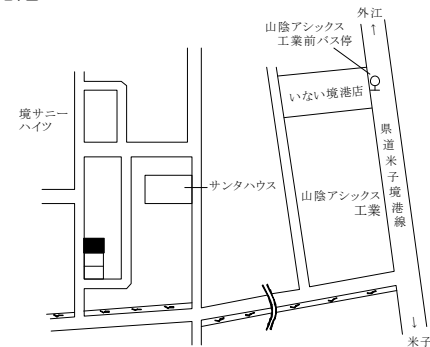 外江
↑
山陰アシックス
工業前バス停
いない境港店
境サニー
ハイツ
県道米子境港線
サンタハウス
山陰アシックス
工業
↓
米子